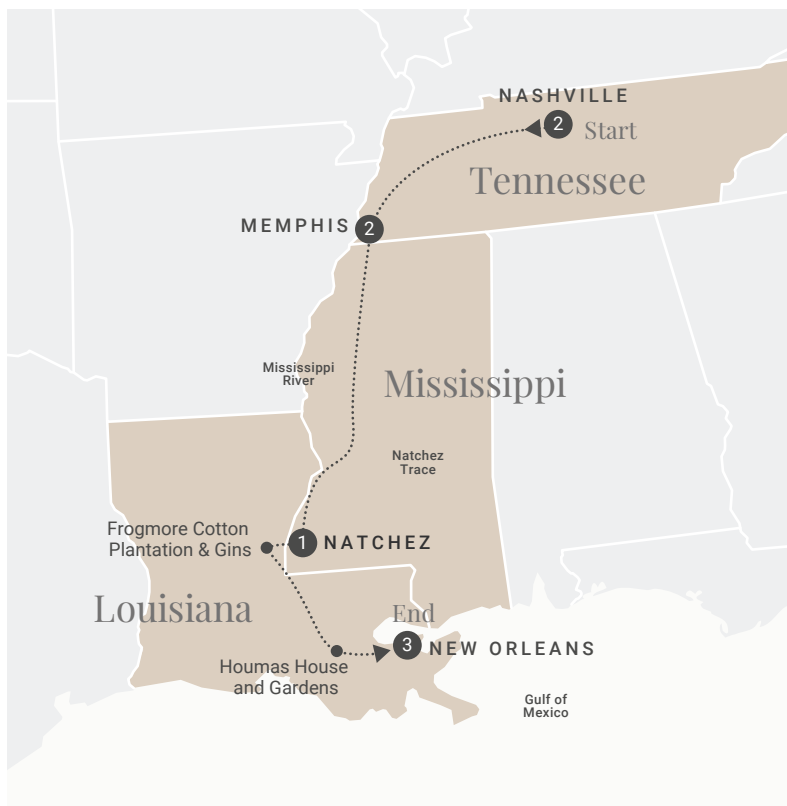 NASHVILLE
2
Start
Tennessee
MEMPHIS
2
Mississippi
River
Mississippi
Natchez
Trace
Frogmore Cotton
Plantation & Gins
1
NATCHEZ
Louisiana
End
3
NEW ORLEANS
Houmas House
and Gardens
Gulf of
Mexico